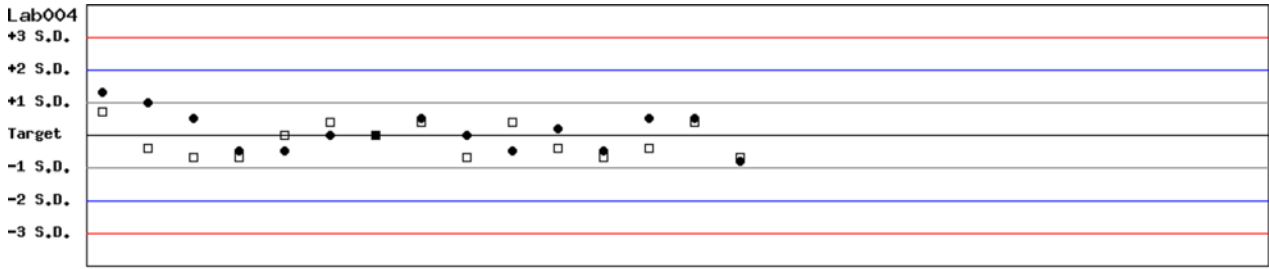 Lab004
+3 S.D.
+2 S.D.
+1 S.D.
Target
-1 S.D.
-2 S.D.
-3 S.D.